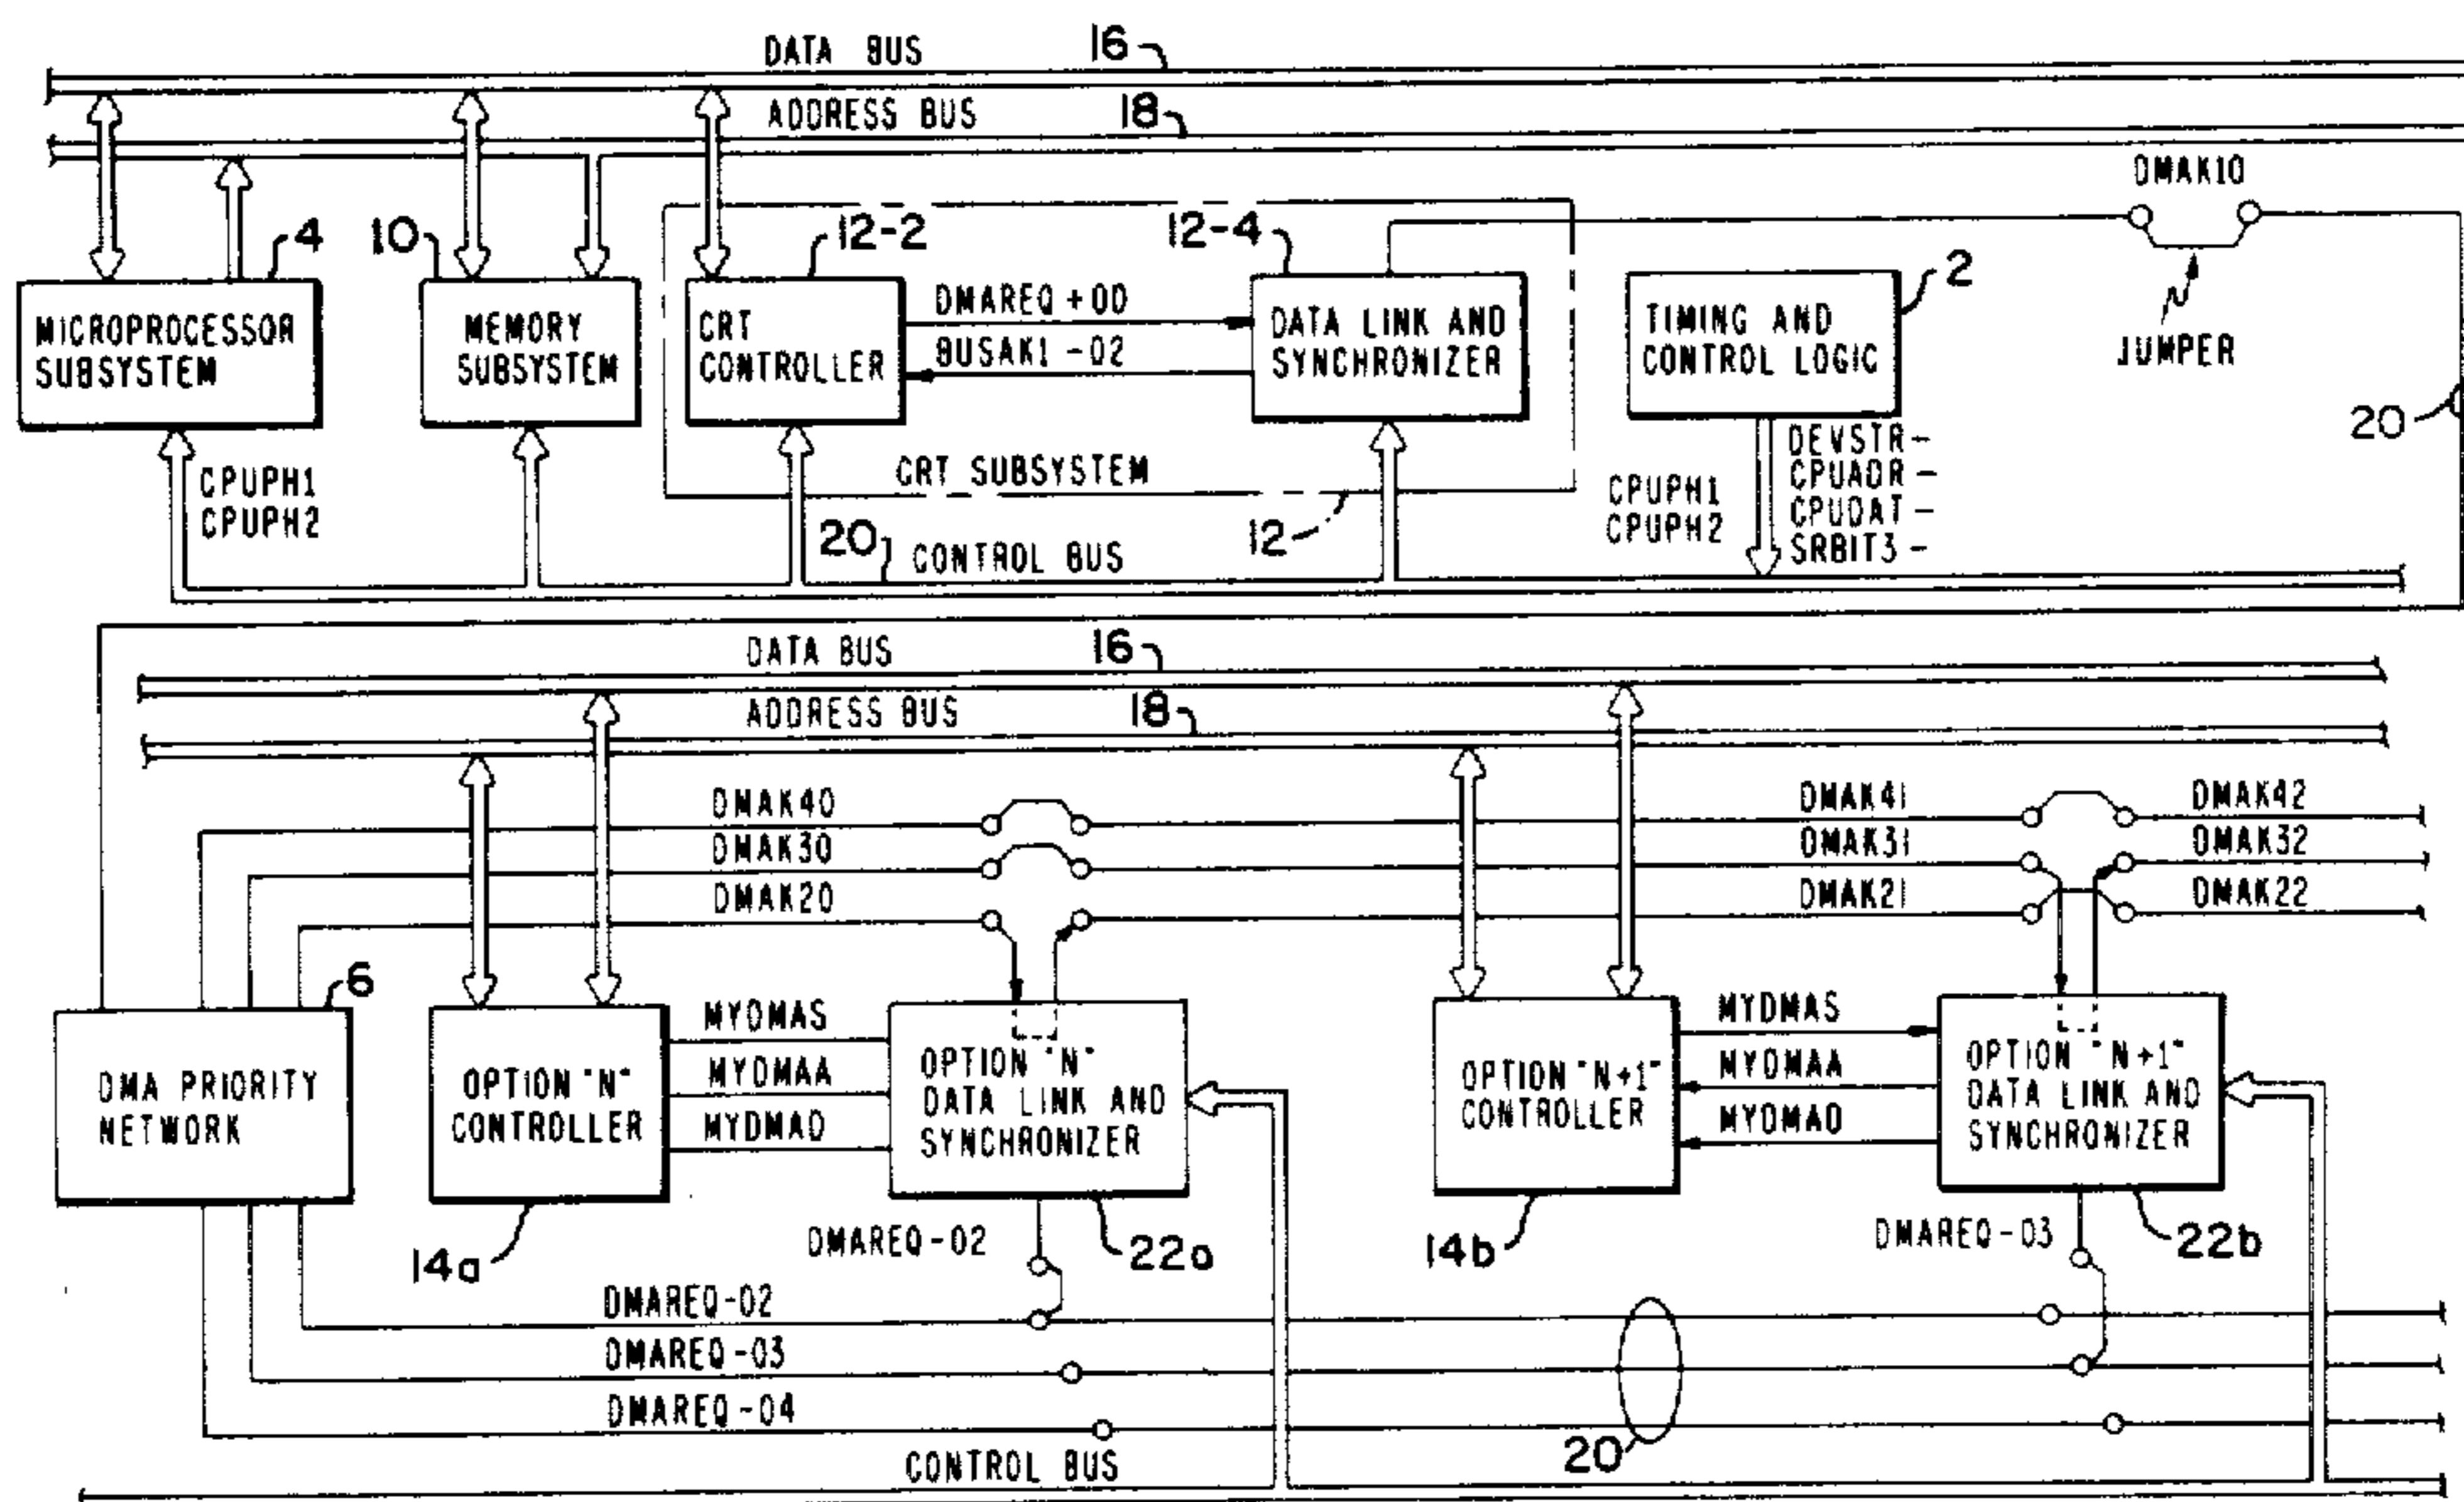 DATA BUS 16
ADDRESS BUS 18
DMAK10
4
10
12-2
12-4
2
MICROPROCESSOR
SUBSYSTEM
MEMORY
SUBSYSTEM
CRT
CONTROLLER
DMAREQ+00
BUSAK1-02
DATA LINK AND
SYNCHRONIZER
TIMING AND
CONTROL LOGIC
JUMPER
20
CPUPH1
CPUPH2
CRT SUBSYSTEM
12
CPUPH1
CPUPH2
DEVSTR-
CPUADR-
CPUDAT-
SRBIT3-
20 CONTROL BUS
DATA BUS 16
ADDRESS BUS 18
DMAK40
DMAK30
DMAK20
DMAK41
DMAK31
DMAK21
DMAK42
DMAK32
DMAK22
6
DMA PRIORITY
NETWORK
OPTION "N"
CONTROLLER
MYDMAS
MYDMAA
MYDMAD
OPTION "N"
DATA LINK AND
SYNCHRONIZER
OPTION "N+1"
CONTROLLER
MYDMAS
MYDMAA
MYDMAD
OPTION "N+1"
DATA LINK AND
SYNCHRONIZER
14a
DMAREQ-02
22a
14b
DMAREQ-03
22b
DMAREQ-02
DMAREQ-03
DMAREQ-04
20
CONTROL BUS